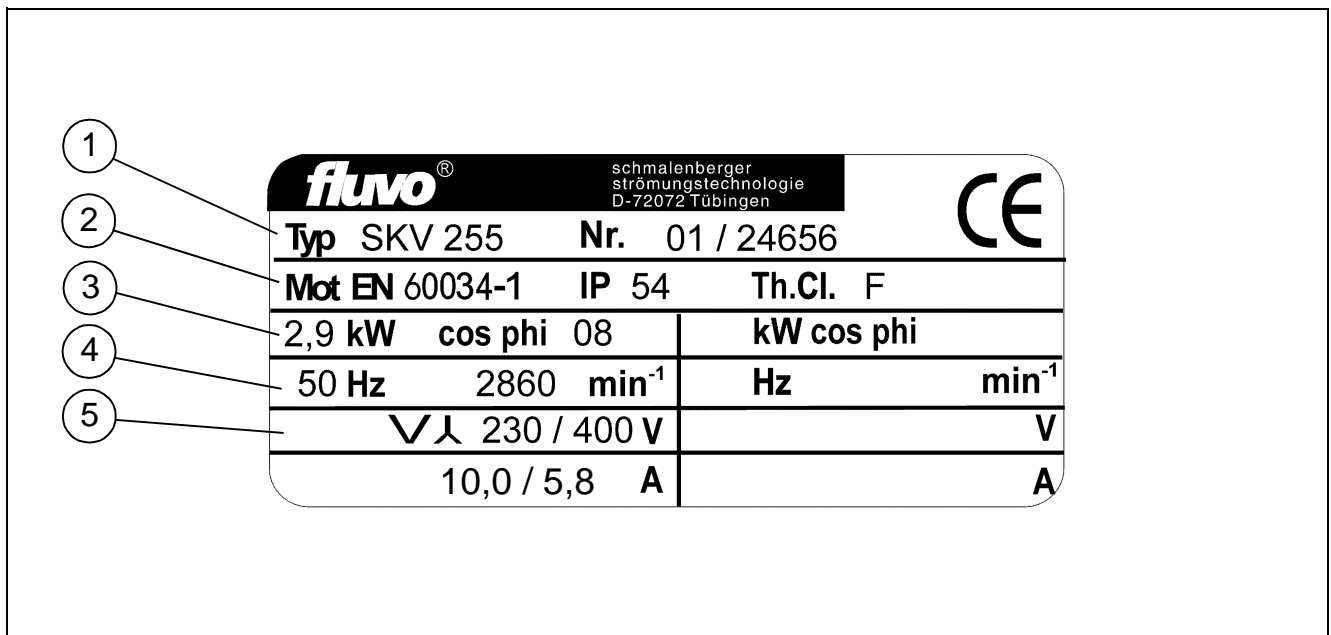 1
fluvo®
schmalenberger
strömungstechnologie
D-72072 Tübingen
CE
2
Typ SKV 255 Nr. 01 / 24656
3
Mot EN 60034-1 IP 54 Th.Cl. F
2,9 kW cos phi 08 kW cos phi
4
50 Hz 2860 min⁻¹ Hz min⁻¹
5
230 / 400 V V
10,0 / 5,8 A A